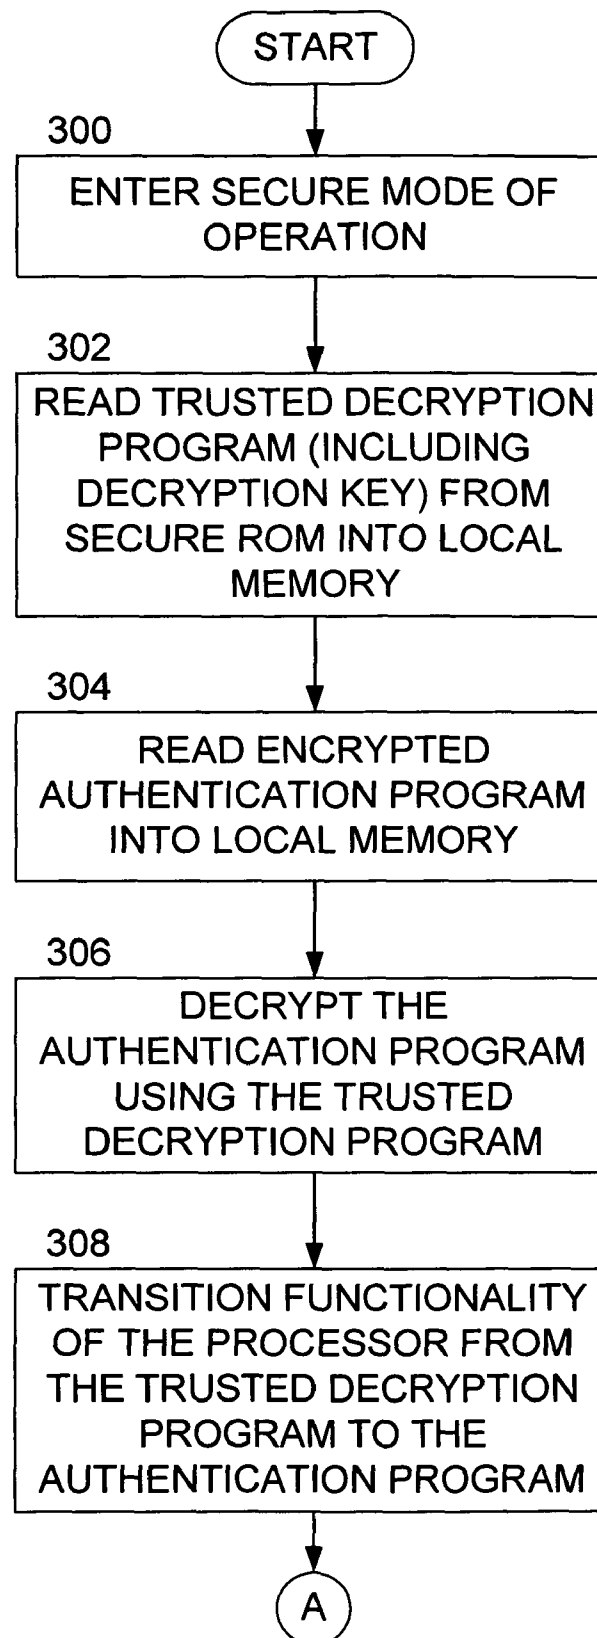 START
300
ENTER SECURE MODE OF
OPERATION
302
READ TRUSTED DECRYPTION
PROGRAM (INCLUDING
DECRYPTION KEY) FROM
SECURE ROM INTO LOCAL
MEMORY
304
READ ENCRYPTED
AUTHENTICATION PROGRAM
INTO LOCAL MEMORY
306
DECRYPT THE
AUTHENTICATION PROGRAM
USING THE TRUSTED
DECRYPTION PROGRAM
308
TRANSITION FUNCTIONALITY
OF THE PROCESSOR FROM
THE TRUSTED DECRYPTION
PROGRAM TO THE
AUTHENTICATION PROGRAM
A